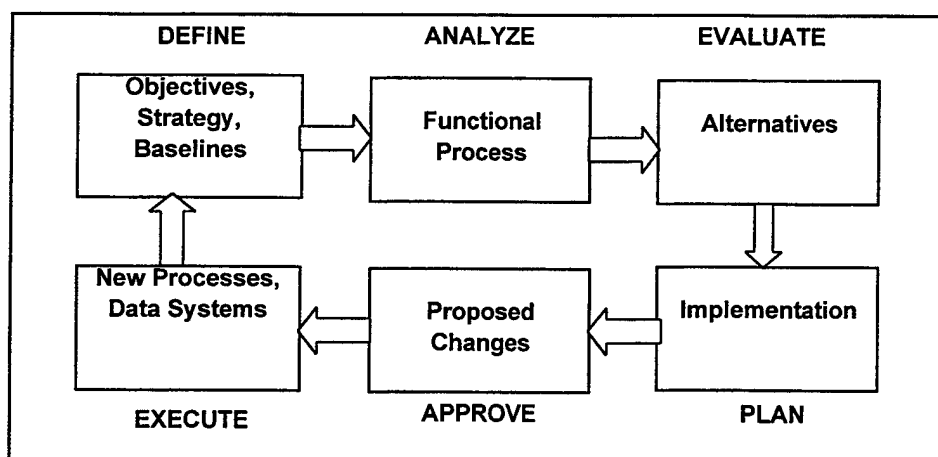 DEFINE
ANALYZE
EVALUATE
Objectives,
Strategy,
Baselines
Functional
Process
Alternatives
New Processes,
Data Systems
Proposed
Changes
Implementation
EXECUTE
APPROVE
PLAN